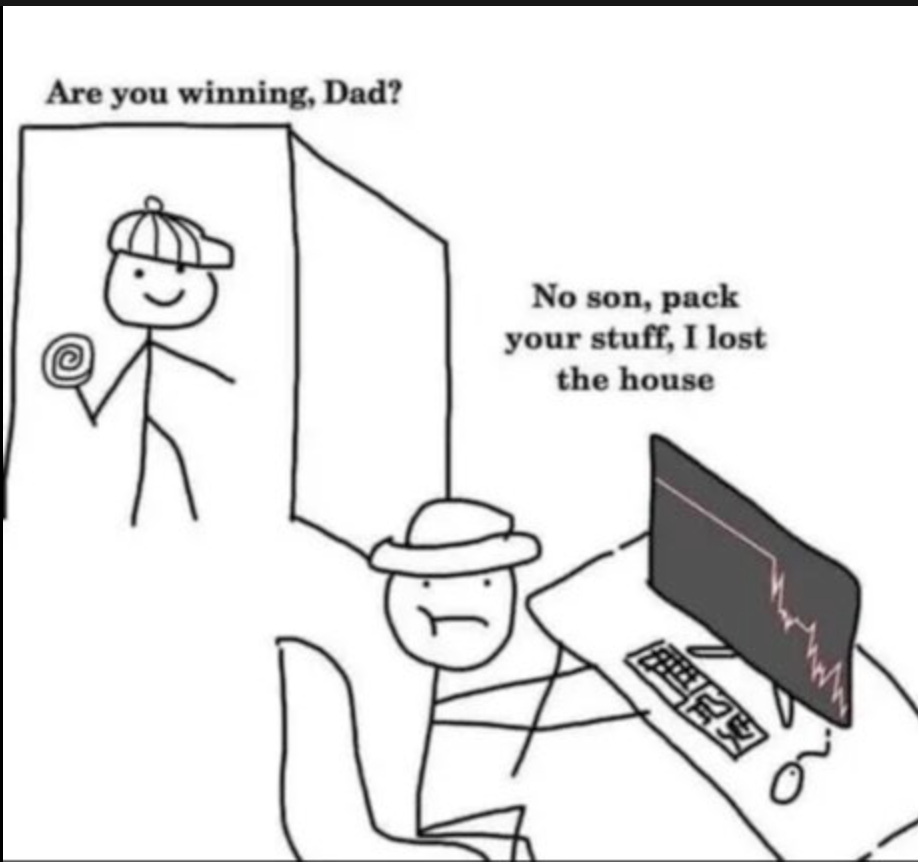 Are you winning, Dad?
No son, pack
your stuff, I lost
the house